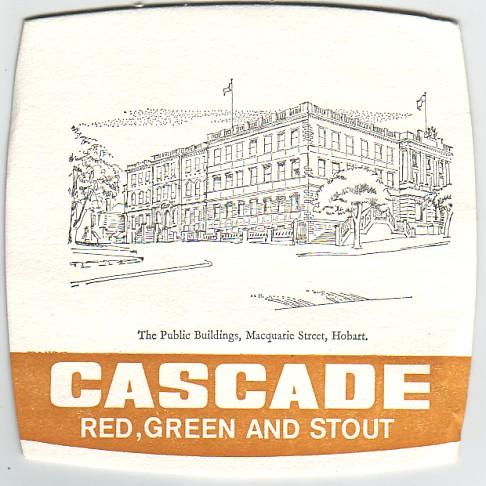 The Public Buildings, Macquarie Street, Hobart.
CASCADE
RED, GREEN AND STOUT